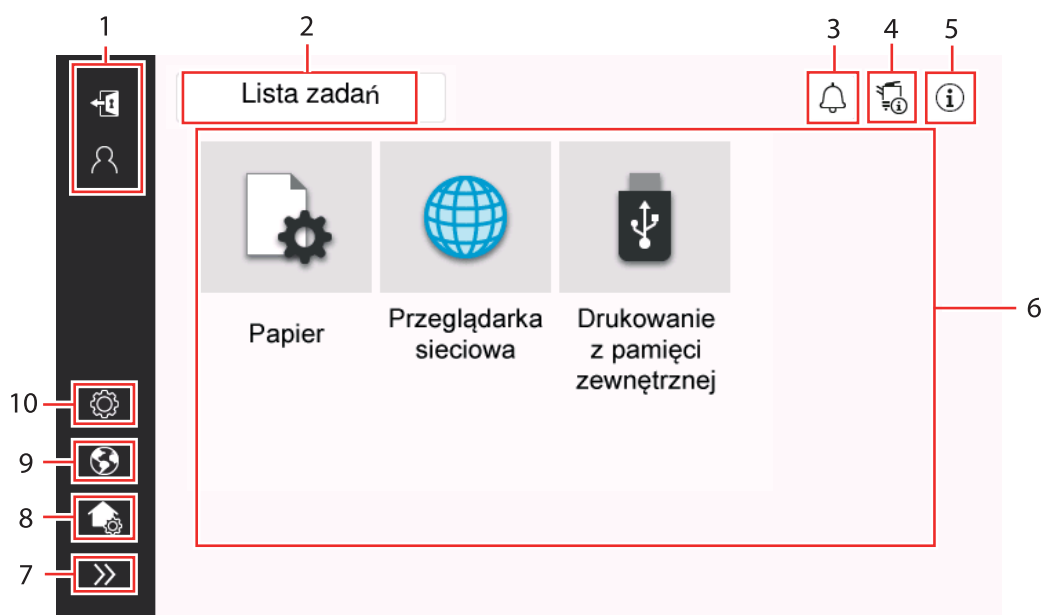 1
2
3
4
5
Lista zadań
6
Papier
Przeglądarka
sieciowa
Drukowanie
z pamięci
zewnętrznej
10
9
8
7